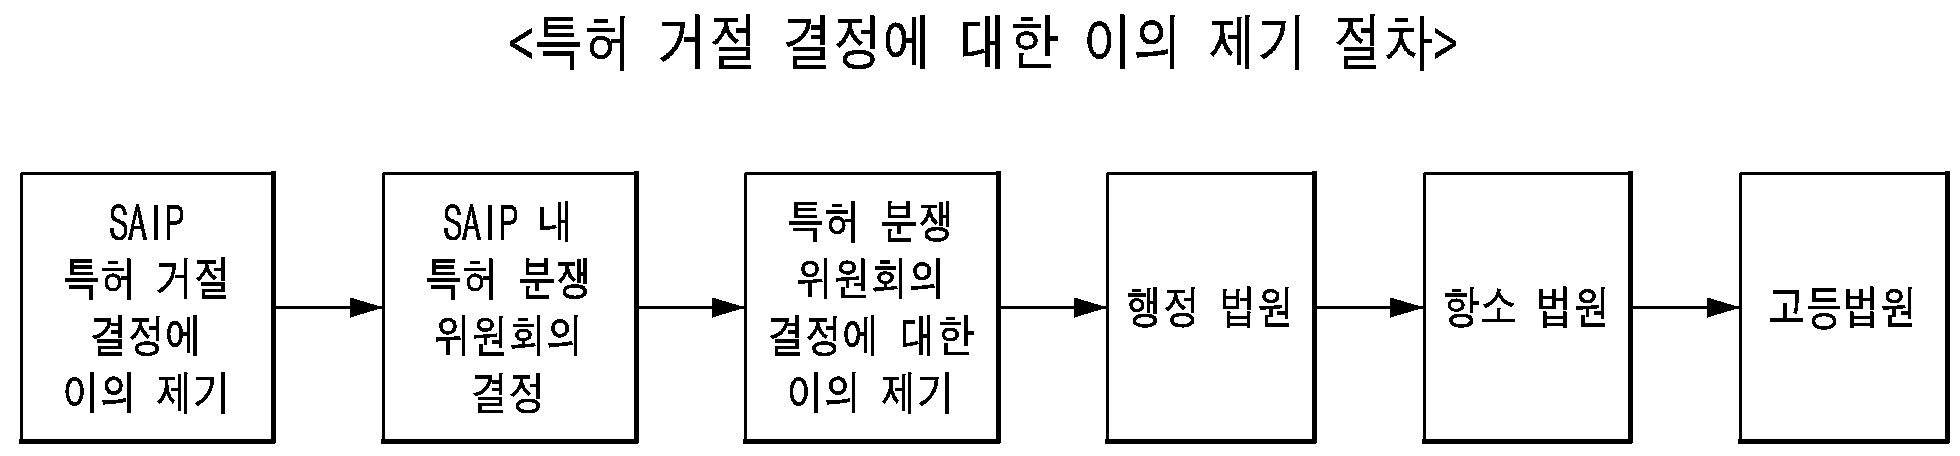 <특허 거절 결정에 대한 이의 제기 절차>
SAIP
특허 거절
결정에
이의 제기
SAIP 내
특허 분쟁
위원회의
결정
특허 분쟁
위원회의
결정에 대한
이의 제기
행정 법원
항소 법원
고등법원